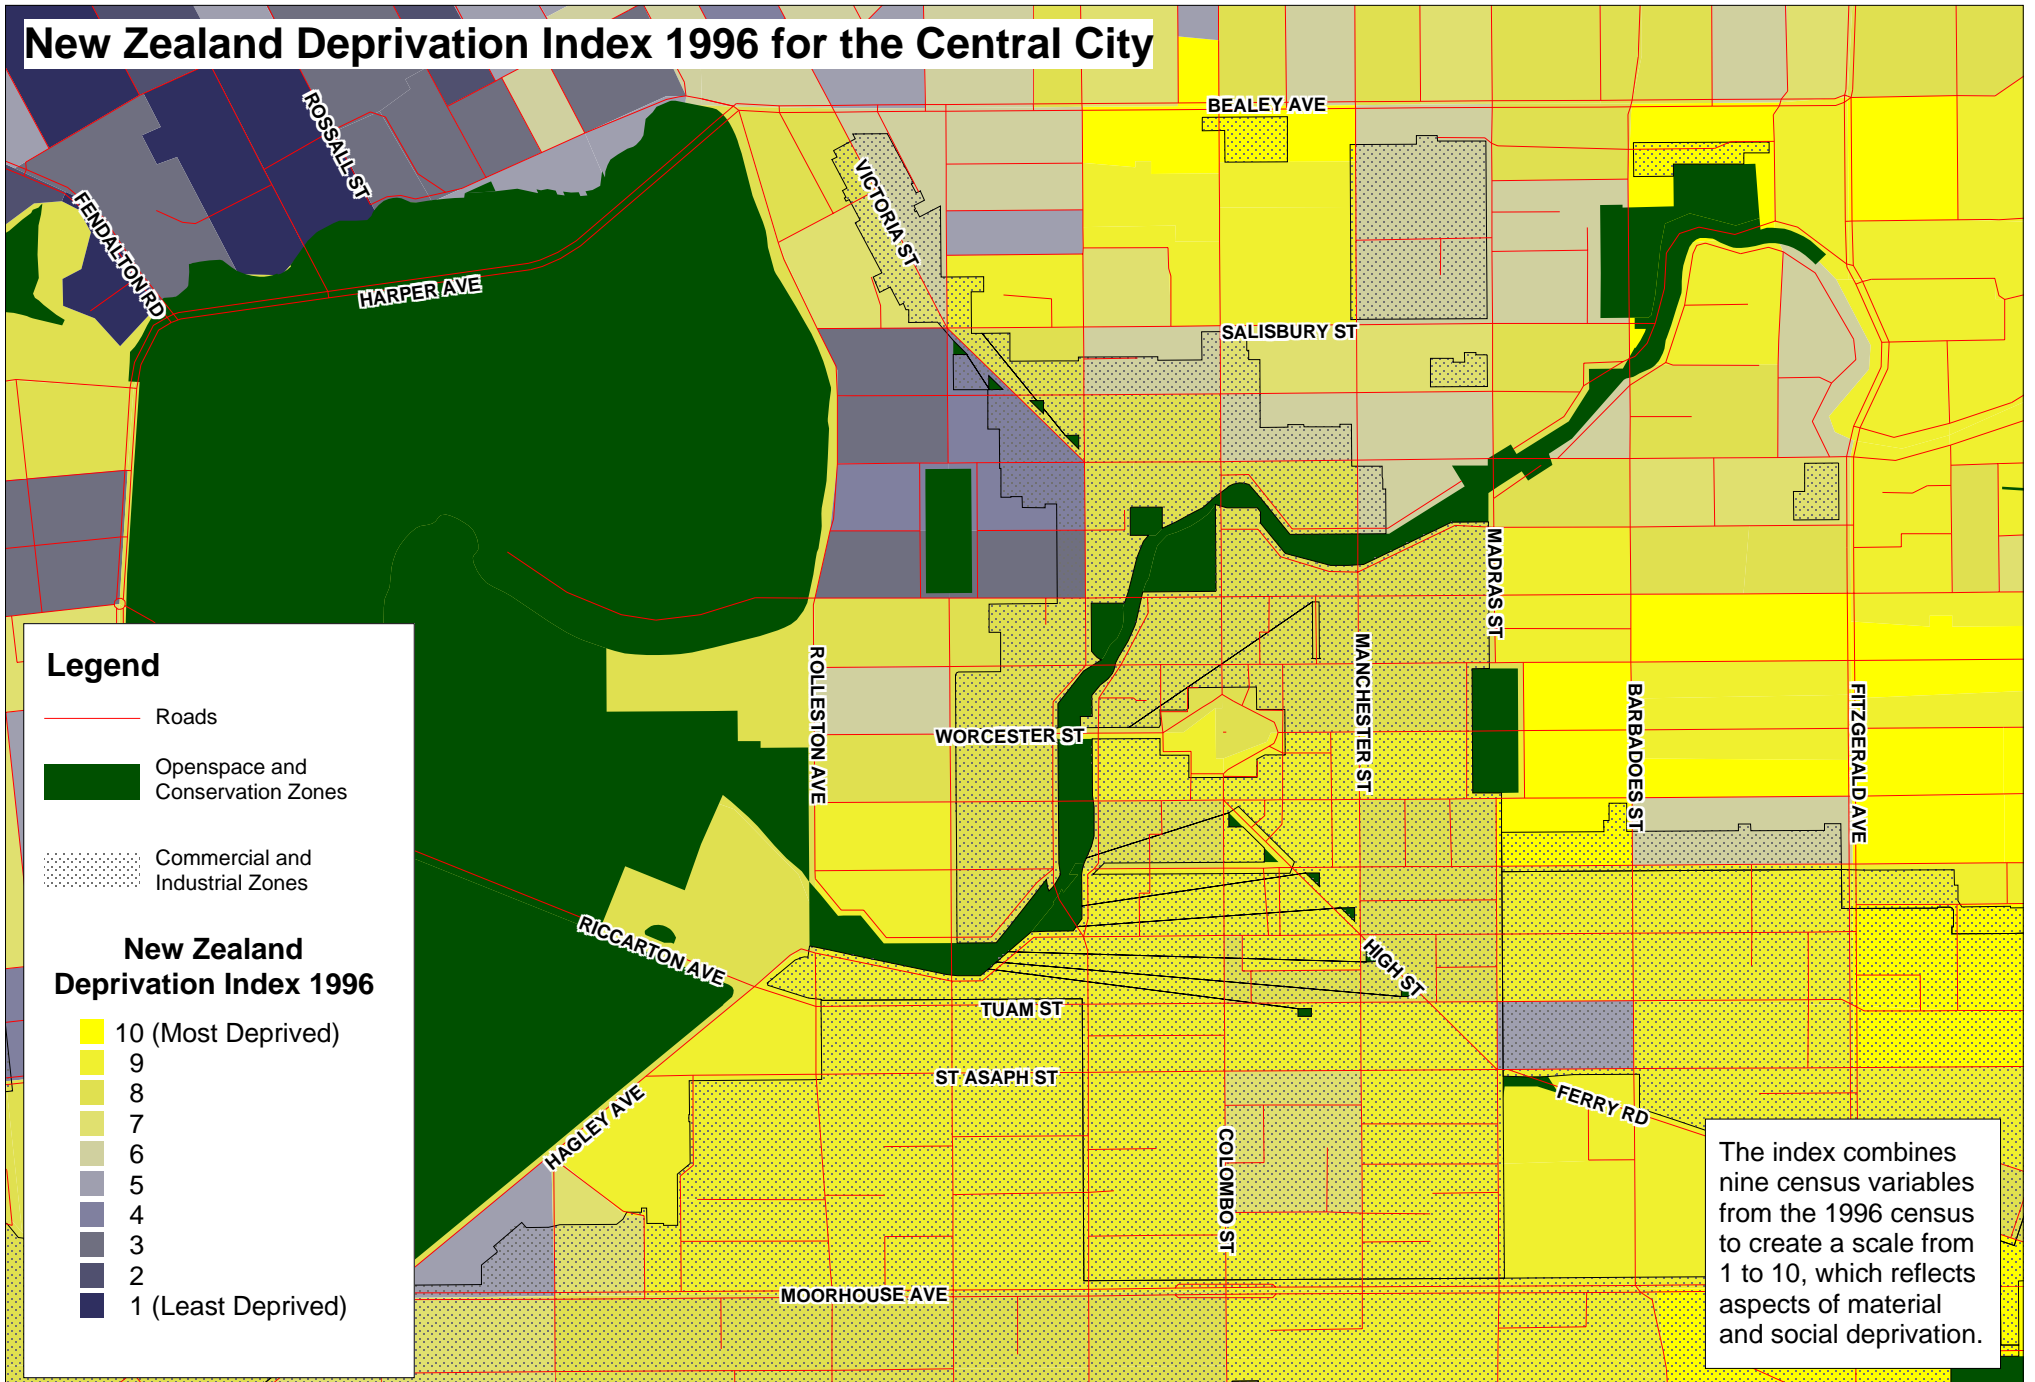 New Zealand Deprivation Index 1996 for the Central City
BEALEY AVE
ROSSALL ST
VICTORIA ST
FENDALTON RD
HARPER AVE
SALISBURY ST
MADRAS ST
ROLLESTON AVE
MANCHESTER ST
BARBADOES ST
FITZGERALD AVE
WORCESTER ST
RICCARTON AVE
HIGH ST
TUAM ST
ST ASAPH ST
HAGLEY AVE
FERRY RD
COLOMBO ST
MOORHOUSE AVE
Legend
Roads
Openspace and
Conservation Zones
Commercial and
Industrial Zones
New Zealand
Deprivation Index 1996
10 (Most Deprived)
9
8
7
6
5
4
3
2
1 (Least Deprived)
The index combines
nine census variables
from the 1996 census
to create a scale from
1 to 10, which reflects
aspects of material
and social deprivation.